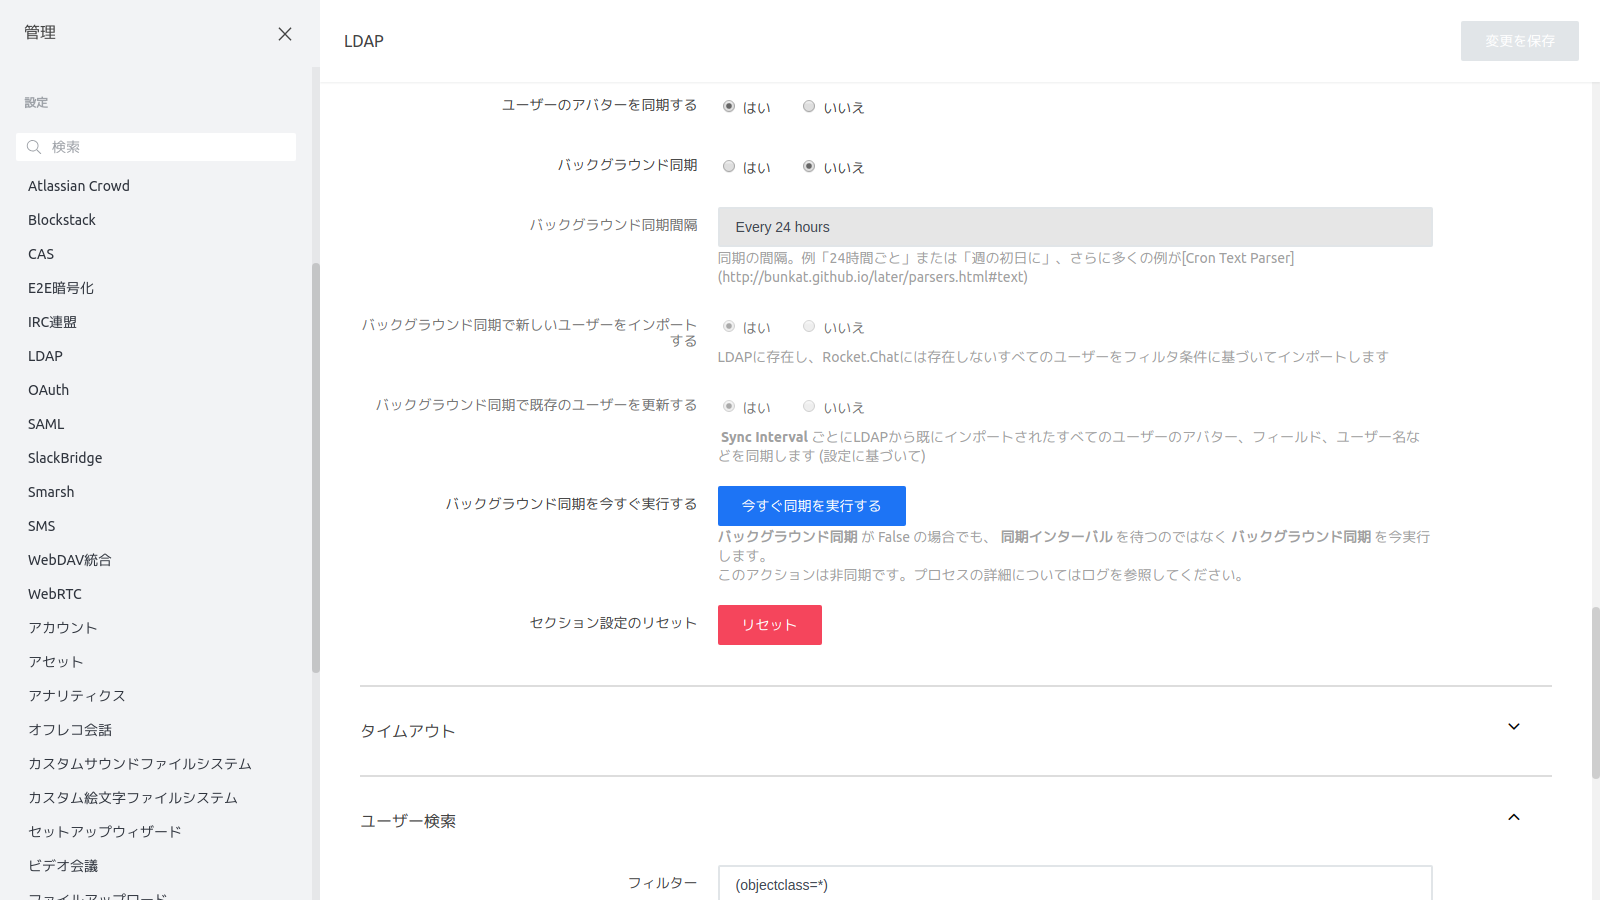 管理
設定
検索
Atlassian Crowd
Blockstack
CAS
E2E暗号化
IRC連盟
LDAP
OAuth
SAML
SlackBridge
Smarsh
SMS
WebDAV統合
WebRTC
アカウント
アセット
アナリティクス
オフレコ会話
カスタムサウンドファイルシステム
カスタム絵文字ファイルシステム
セットアップウィザード
ビデオ会議
ファイルアップロード
LDAP
変更を保存
ユーザーのアバターを同期する はい いいえ
バックグラウンド同期 はい いいえ
バックグラウンド同期間隔 Every 24 hours
同期の間隔。例「24時間ごと」または「週の初日に」、さらに多くの例が[Cron Text Parser]
(http://bunkat.github.io/later/parsers.html#text)
バックグラウンド同期で新しいユーザーをインポート
する
はい いいえ
LDAPに存在し、Rocket.Chatには存在しないすべてのユーザーをフィルタ条件に基づいてインポートします
バックグラウンド同期で既存のユーザーを更新する はい いいえ
Sync Interval ごとにLDAPから既にインポートされたすべてのユーザーのアバター、フィールド、ユーザー名な
どを同期します (設定に基づいて)
バックグラウンド同期を今すぐ実行する 今すぐ同期を実行する
バックグラウンド同期 が False の場合でも、 同期インターバル を待つのではなく バックグラウンド同期 を今実行
します。
このアクションは非同期です。プロセスの詳細についてはログを参照してください。
セクション設定のリセット リセット
タイムアウト
ユーザー検索
フィルター (objectclass=*)